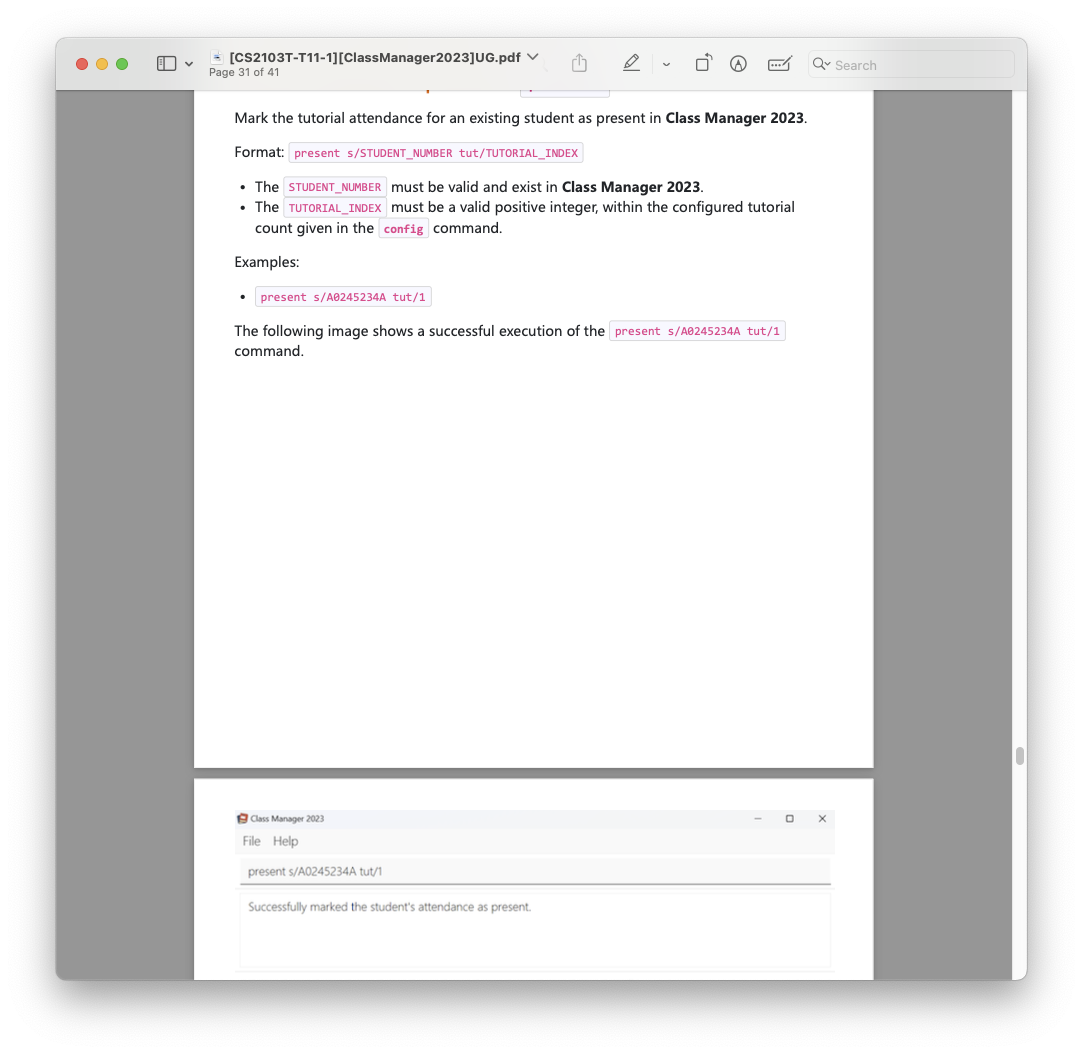 [CS2103T-T11-1][ClassManager2023]UG.pdf
Page 31 of 41
Search
Mark the tutorial attendance for an existing student as present in Class Manager 2023.
Format: present s/STUDENT_NUMBER tut/TUTORIAL_INDEX
• The STUDENT_NUMBER must be valid and exist in Class Manager 2023.
• The TUTORIAL_INDEX must be a valid positive integer, within the configured tutorial
count given in the config command.
Examples:
• present s/A0245234A tut/1
The following image shows a successful execution of the present s/A0245234A tut/1
command.
Class Manager 2023
File Help
present s/A0245234A tut/1
Successfully marked the student's attendance as present.